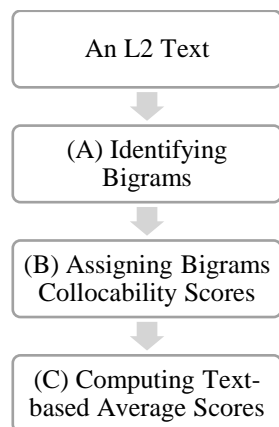 An L2 Text
(A) Identifying
Bigrams
(B) Assigning Bigrams
Collocability Scores
(C) Computing Text-
based Average Scores